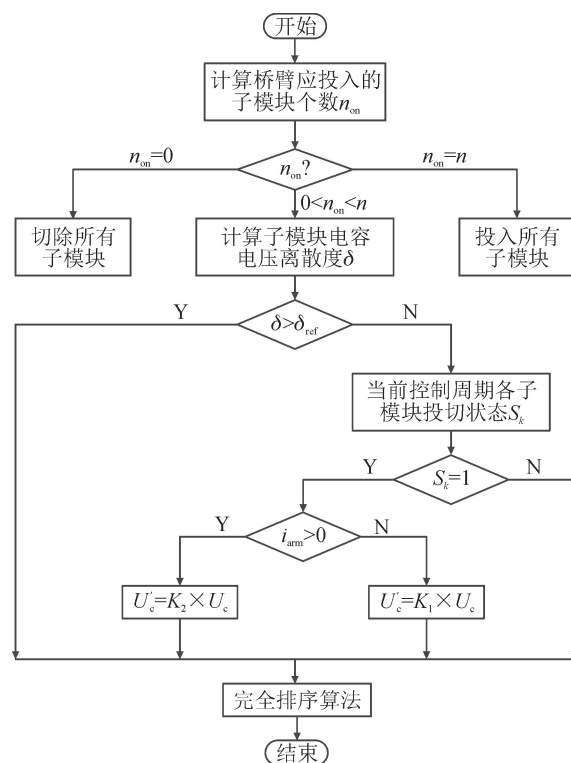 开始
计算桥臂应投入的
子模块个数n_on
n_on=0
n_on?
n_on=n
0<n_on<n
切除所有
子模块
计算子模块电容
电压离散度δ
投入所有
子模块
Y
δ>δ_ref
N
当前控制周期各子
模块投切状态S_k
Y
S_k=1
N
Y
i_arm>0
N
U'_c=K_2×U_c
U'_c=K_1×U_c
完全排序算法
结束